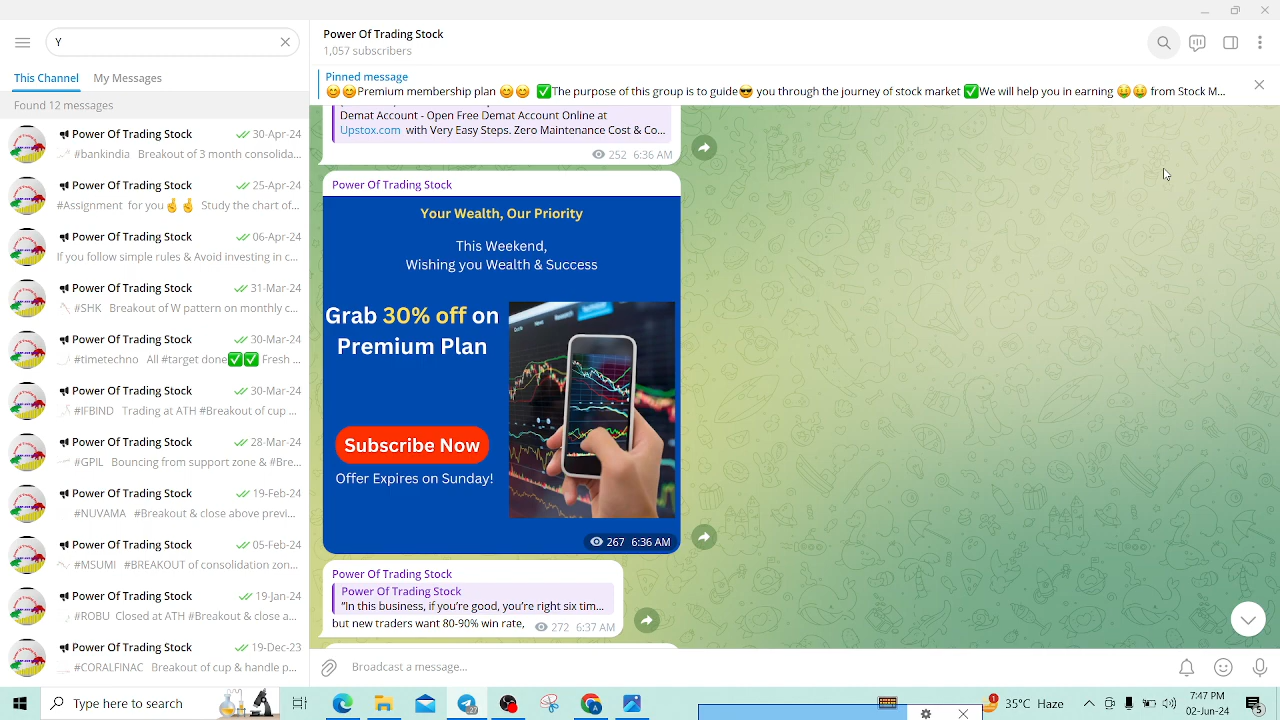 Y
This Channel My Messages
Found 12 messages
Power Of Trading Stock 30-Apr-24
#bankindia Breakout of 3 month consolida...
Power Of Trading Stock 25-Apr-24
#Assignment for you☝️☝️ Study the chart of...
Power Of Trading Stock 06-Apr-24
If you follow simple rules & Avoid investing in c...
Power Of Trading Stock 31-Mar-24
#SHK Breakout of W pattern on monthly c...
Power Of Trading Stock 30-Mar-24
#timetechno All #target done✅✅ Fresh ...
Power Of Trading Stock 30-Mar-24
#IFBIND Trading at ATH #Breakout of cup ...
Power Of Trading Stock 28-Mar-24
#GPIL Bouncing from support zone & #Bre...
Power Of Trading Stock 19-Feb-24
#NUVAMA #Breakout & close above previ...
Power Of Trading Stock 05-Feb-24
#MSUMI #BREAKOUT of consolidation zon...
Power Of Trading Stock 19-Jan-24
#ROBU Closed at ATH #Breakout & close a...
Power Of Trading Stock 19-Dec-23
#CORALFINAC Breakout of cup & handle p...
Power Of Trading Stock
1,057 subscribers
Pinned message
😊😊Premium membership plan 😊😊 ✅The purpose of this group is to guide😎 you through the journey of stock market ✅We will help you in earning 🤑🤑 from Stock M...
Demat Account - Open Free Demat Account Online at
Upstox.com with Very Easy Steps. Zero Maintenance Cost & Co...
252 6:36 AM
Power Of Trading Stock
Your Wealth, Our Priority
This Weekend,
Wishing you Wealth & Success
Grab 30% off on
Premium Plan
Subscribe Now
Offer Expires on Sunday!
267 6:36 AM
Power Of Trading Stock
Power Of Trading Stock
"In this business, if you're good, you're right six tim...
but new traders want 80-90% win rate. 272 6:37 AM
Broadcast a message...
Type here to search
35°C Haze
7:47 PM
02-Jun-24